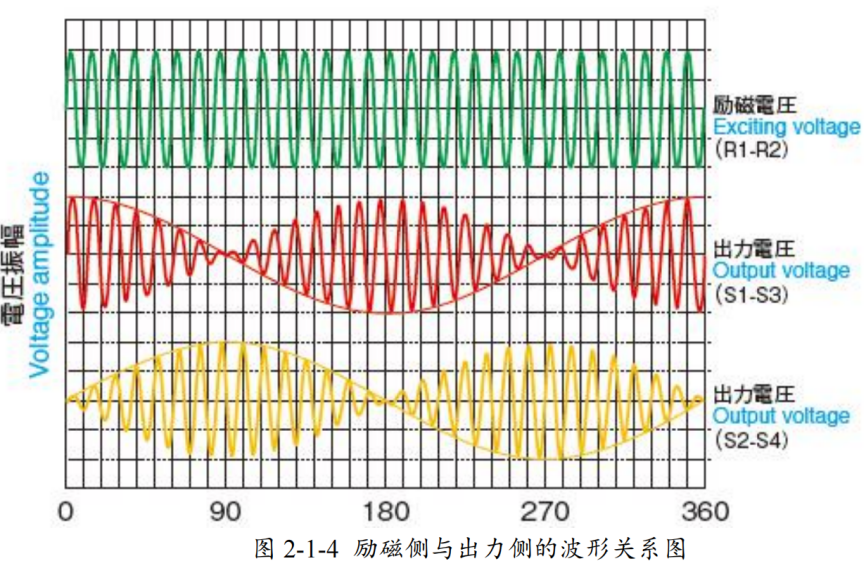 励磁電圧
Exciting voltage
(R1-R2)
電圧振幅
Voltage amplitude
出力電圧
Output voltage
(S1-S3)
出力電圧
Output voltage
(S2-S4)
0 90 180 270 360
图 2-1-4 励磁侧与出力侧的波形关系图